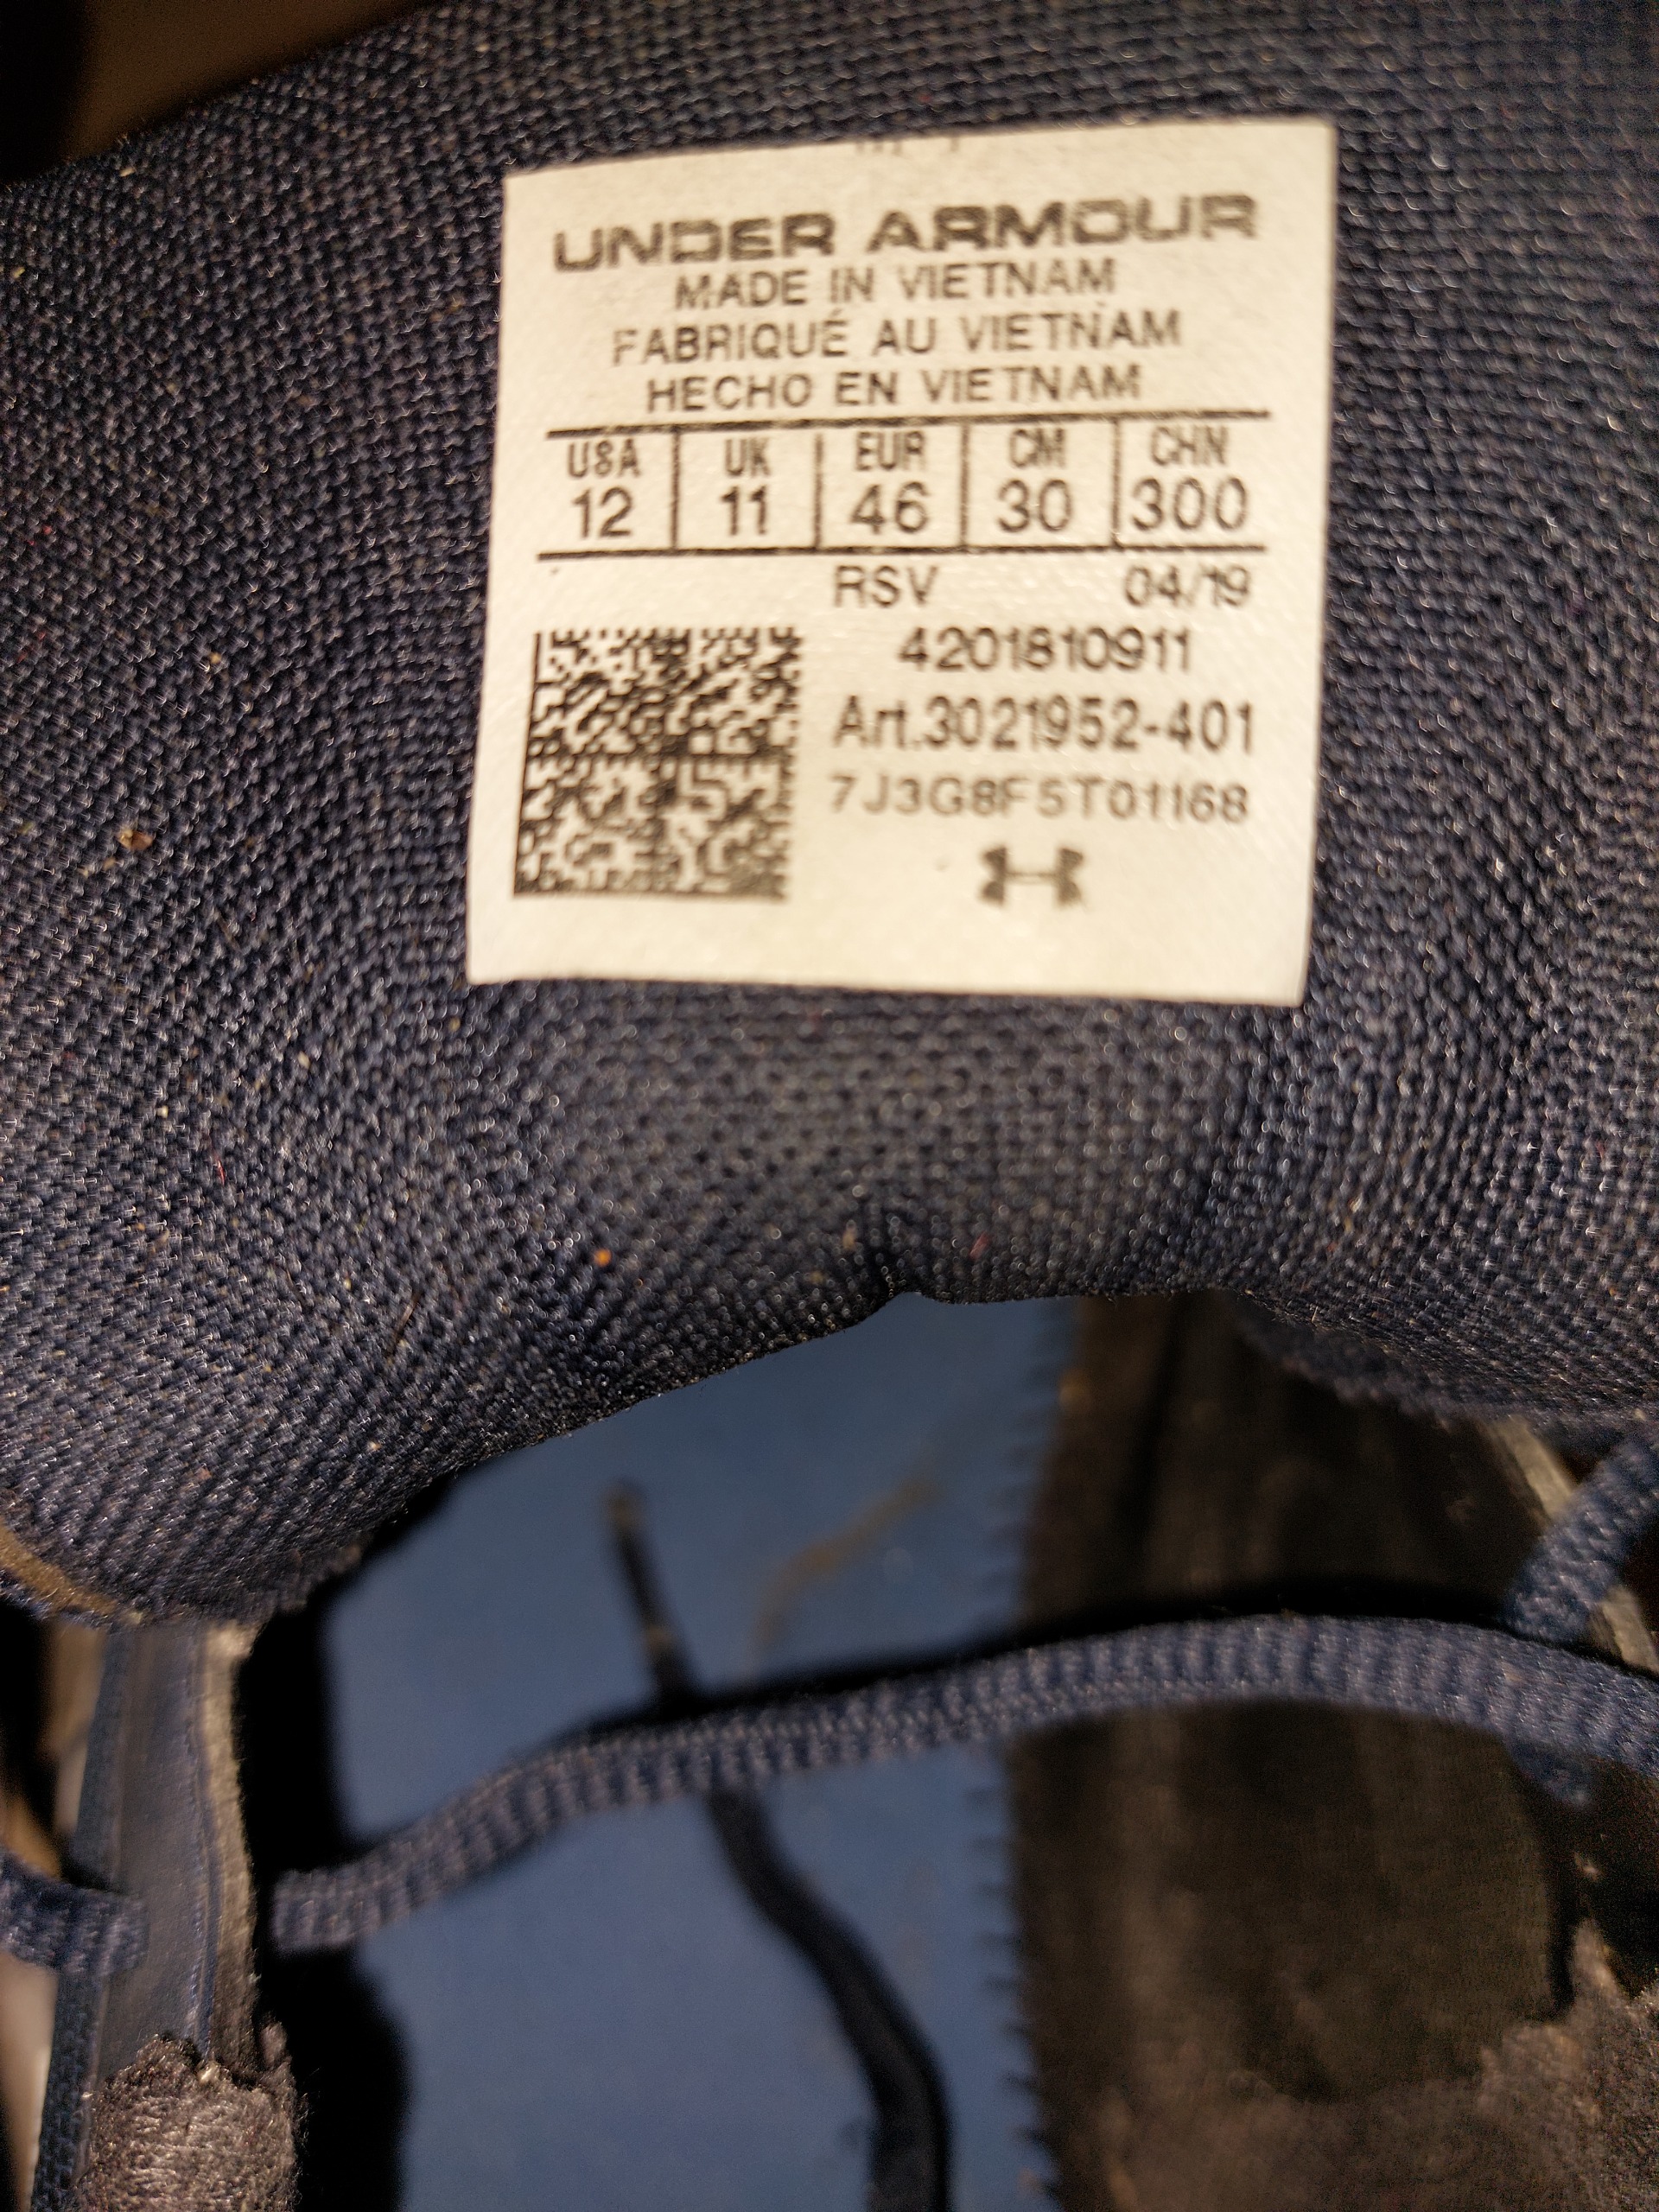 UNDER ARMOUR
MADE IN VIETNAM
FABRIQUÉ AU VIETNAM
HECHO EN VIETNAM
USA UK EUR CM CHN
12 11 46 30 300
RSV 04/19
4201810911
Art.3021952-401
7J3G8F5T01168